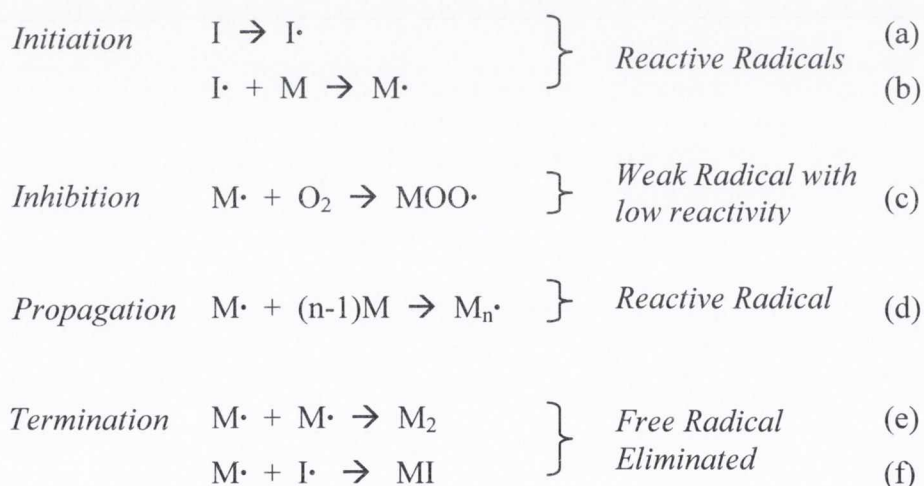 Initiation I → I· } Reactive Radicals (a)
I· + M → M· (b)
Inhibition M· + O₂ → MOO· } Weak Radical with low reactivity (c)
Propagation M· + (n-1)M → Mₙ· } Reactive Radical (d)
Termination M· + M· → M₂ } Free Radical Eliminated (e)
M· + I· → MI (f)